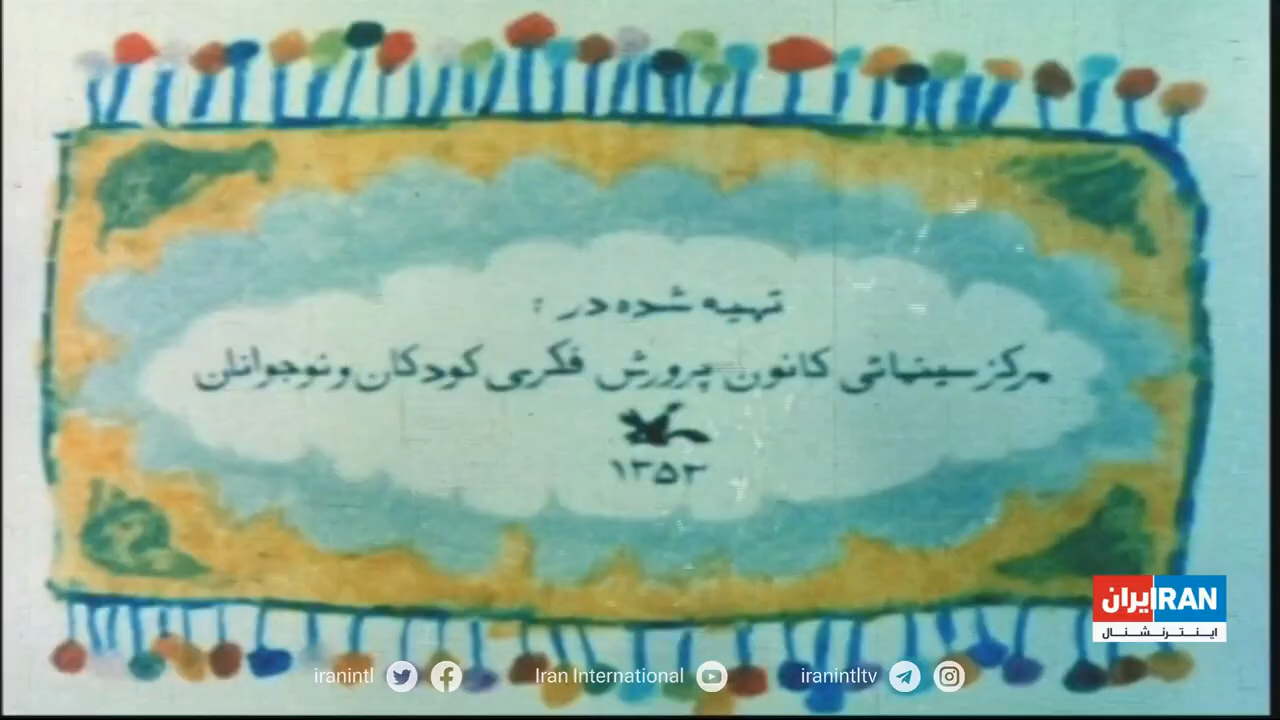 تهیه شده در :
مرکز سینمائی کانون پرورش فکری کودکان و نوجوانان
۱۳۵۳
ایران IRAN
اینترنشنال
iranintl
Iran International
iranintltv